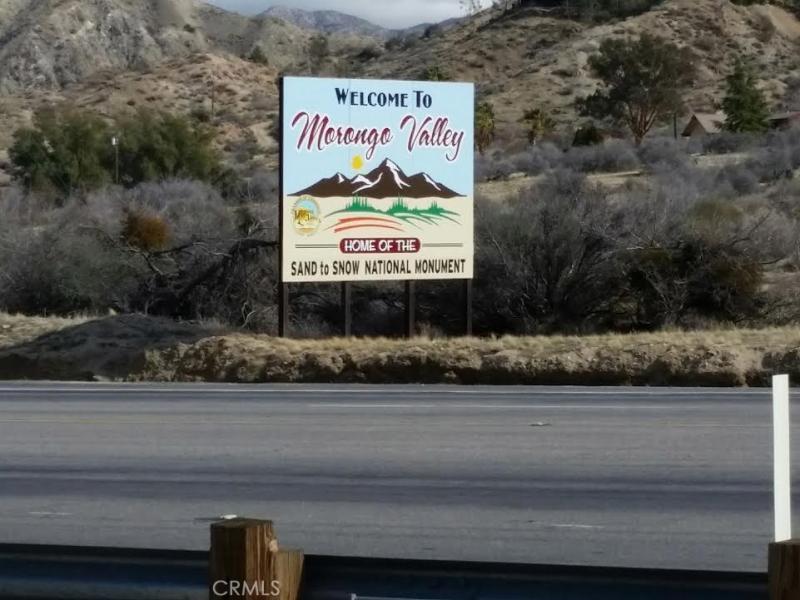 WELCOME TO
Morongo Valley
HOME OF THE
SAND to SNOW NATIONAL MONUMENT
CRMLS